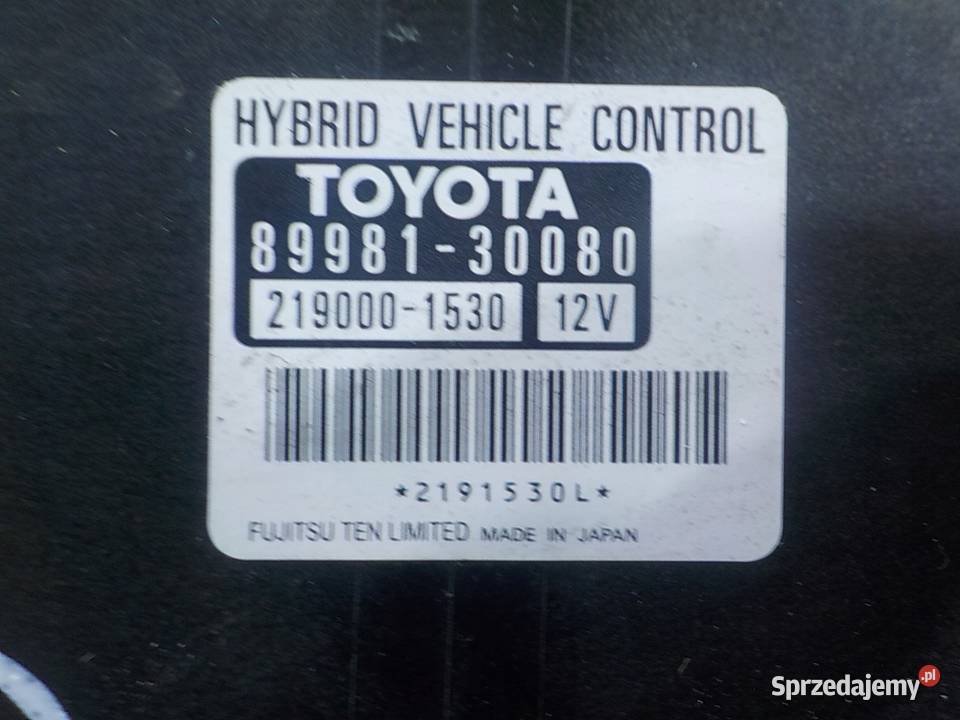 HYBRID VEHICLE CONTROL
TOYOTA
89981-30080
219000-1530 12V
*2191530L*
FUJITSU TEN LIMITED MADE IN JAPAN
Sprzedajemy.pl